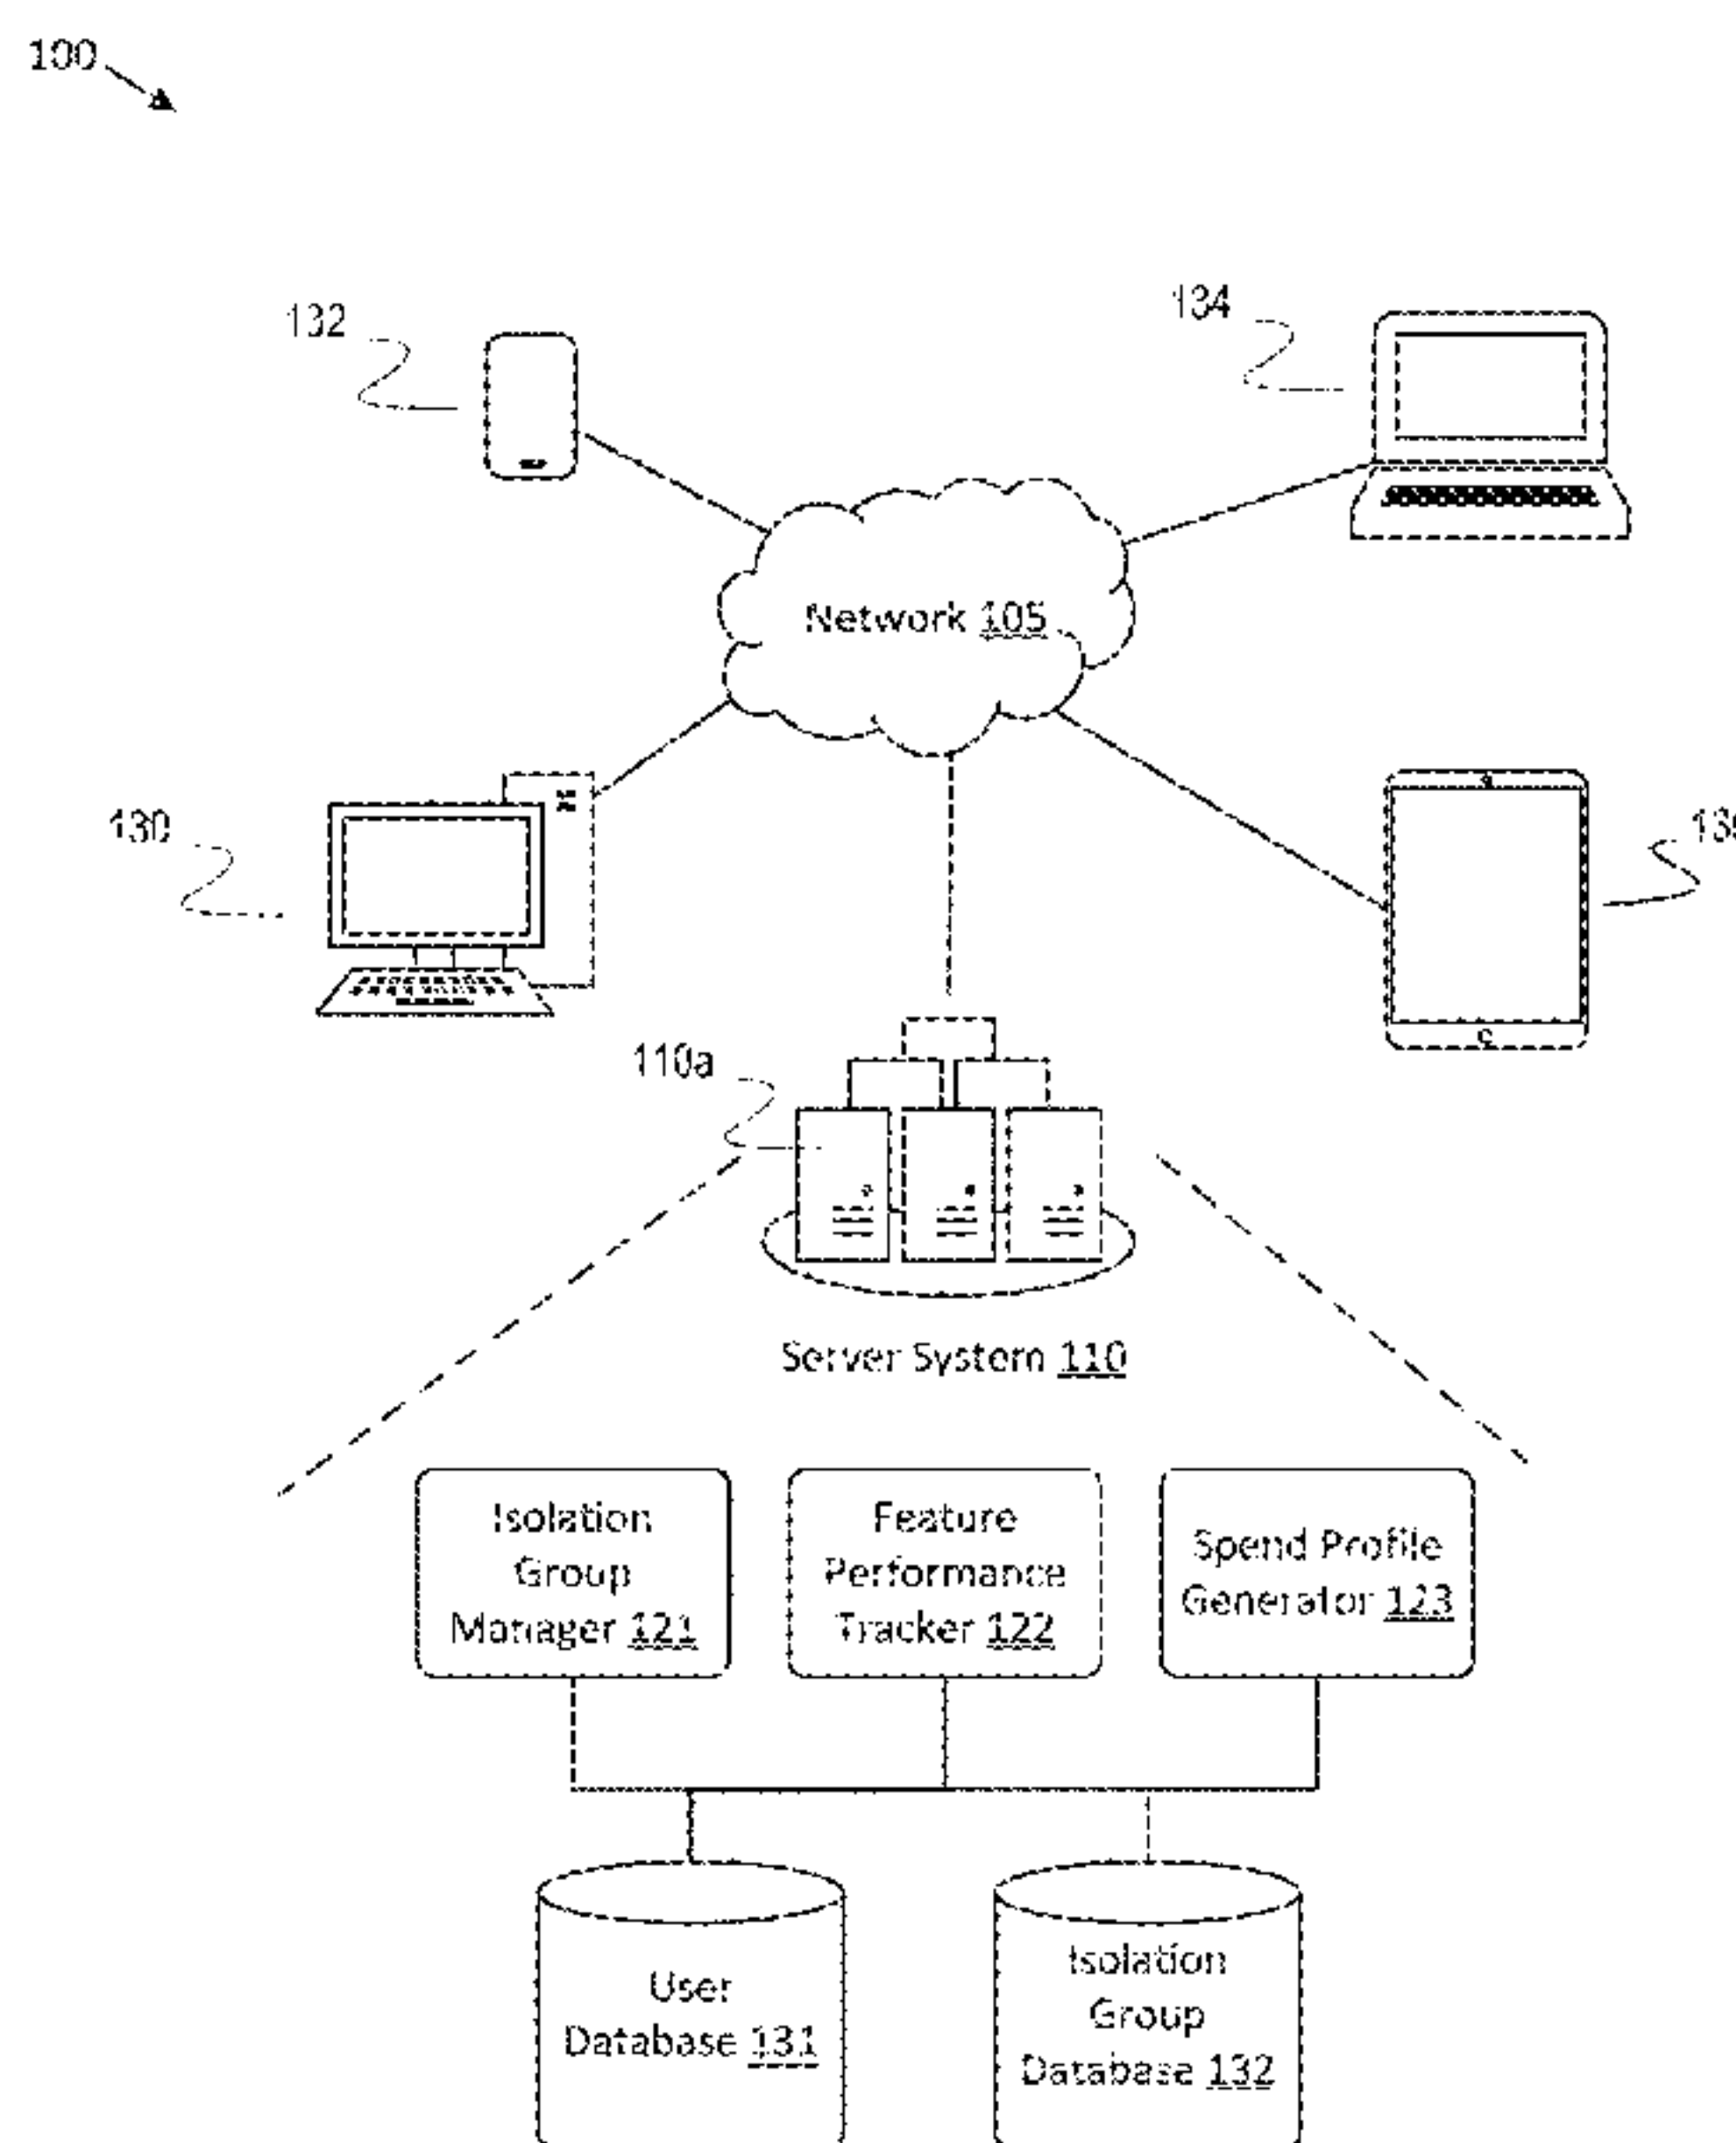 100
132
134
Network 105
130
110a
Server System 110
Isolation
Group
Manager 121
Feature
Performance
Tracker 122
Spend Profile
Generator 123
User
Database 131
Isolation
Group
Database 132